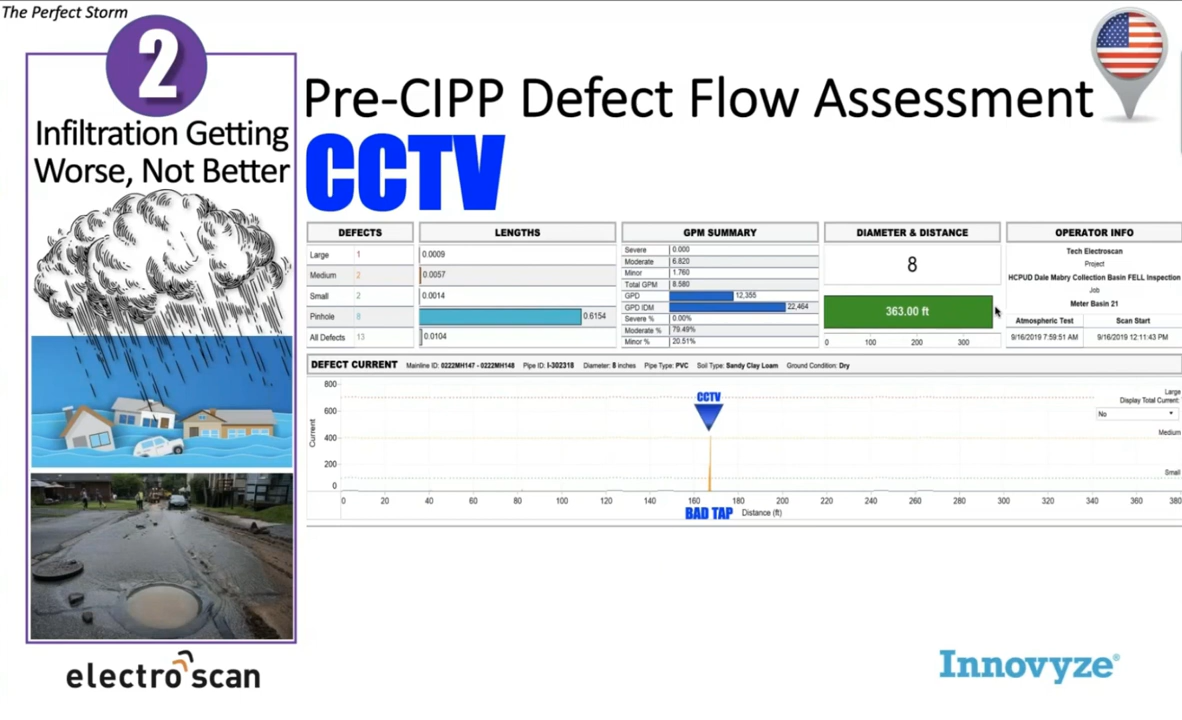 The Perfect Storm
2
Infiltration Getting
Worse, Not Better
Pre-CIPP Defect Flow Assessment
CCTV
DEFECTS
Large 1
Medium 2
Small 2
Pinhole 8
All Defects 13
LENGTHS
0.0009
0.0057
0.0014
0.6154
0.0104
GPM SUMMARY
Severe 0.000
Moderate 6.820
Minor 1.760
Total GPM 8.580
GPD 12,355
GPD IDM 22,464
Severe % 0.00%
Moderate % 79.49%
Minor % 20.51%
DIAMETER & DISTANCE
8
363.00 ft
0 100 200 300
OPERATOR INFO
Tech Electroscan
Project
HCPUD Dale Mabry Collection Basin FELL Inspection
Job
Meter Basin 21
Atmospheric Test Scan Start
9/16/2019 7:59:51 AM 9/16/2019 12:11:43 PM
DEFECT CURRENT Mainline ID: 0222MH147 - 0222MH148 Pipe ID: I-302318 Diameter: 8 inches Pipe Type: PVC Soil Type: Sandy Clay Loam Ground Condition: Dry
Current
800
600
400
200
0
CCTV
Large
Display Total Current:
No
Medium
Small
0 20 40 60 80 100 120 140 160 180 200 220 240 260 280 300 320 340 360 380
BAD TAP Distance (ft)
electro scan
Innovyze®